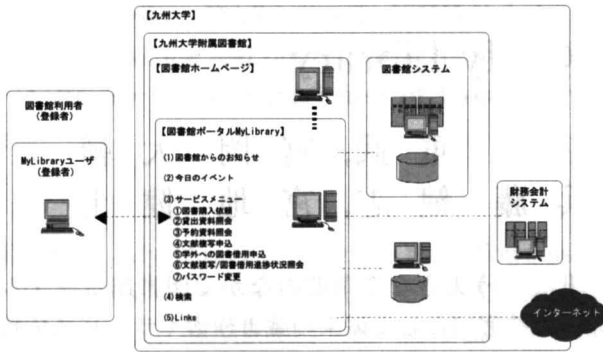 【九州大学】
【九州大学附属図書館】
【図書館ホームページ】
図書館システム
図書館利用者
(登録者)
【図書館ポータルMyLibrary】
MyLibraryユーザ
(登録者)
(1)図書館からのお知らせ
(2)今日のイベント
(3)サービスメニュー
①図書購入依頼
②貸出資料照会
③予約資料照会
④文献複写申込
⑤学外への図書借用申込
⑥文献複写/図書借用進捗状況照会
⑦パスワード変更
(4)検索
(5)Links
財務会計
システム
インターネット